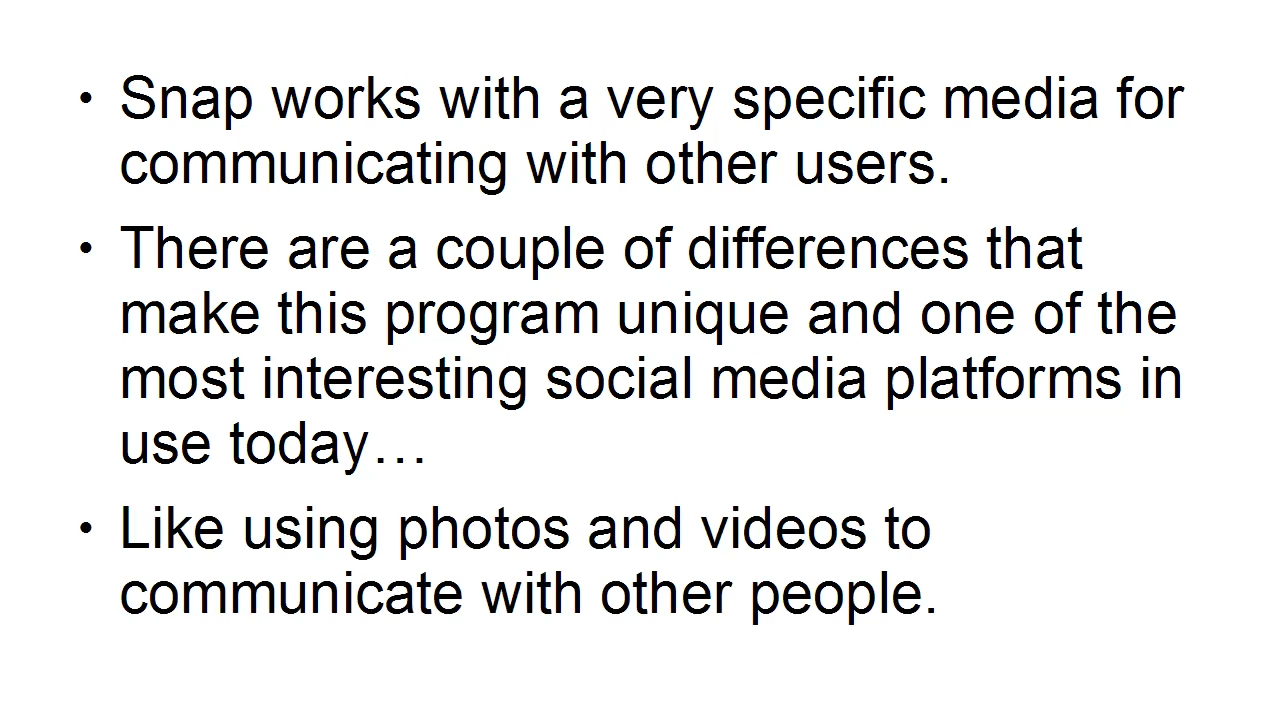 • Snap works with a very specific media for
communicating with other users.
• There are a couple of differences that
make this program unique and one of the
most interesting social media platforms in
use today…
• Like using photos and videos to
communicate with other people.